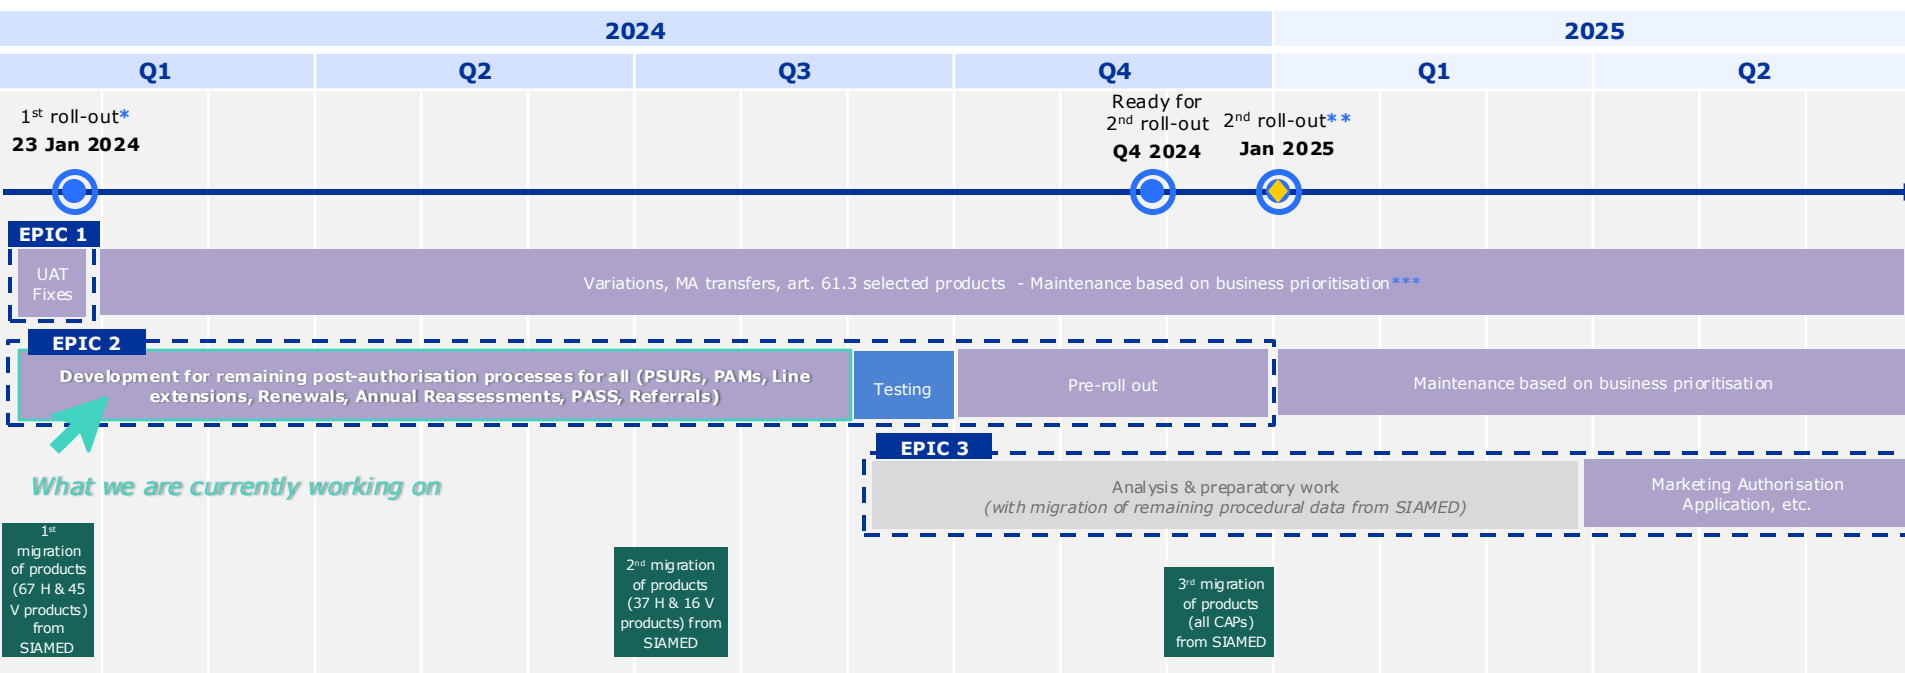 2024
2025
Q1
Q2
Q3
Q4
Q1
Q2
1st roll-out*
23 Jan 2024
Ready for
2nd roll-out
Q4 2024
2nd roll-out**
Jan 2025
EPIC 1
UAT
Fixes
Variations, MA transfers, art. 61.3 selected products - Maintenance based on business prioritisation***
EPIC 2
Development for remaining post-authorisation processes for all (PSURs, PAMs, Line
extensions, Renewals, Annual Reassessments, PASS, Referrals)
Testing
Pre-roll out
Maintenance based on business prioritisation
EPIC 3
Analysis & preparatory work
(with migration of remaining procedural data from SIAMED)
Marketing Authorisation
Application, etc.
What we are currently working on
1st
migration
of products
(67 H & 45
V products)
from
SIAMED
2nd migration
of products
(37 H & 16 V
products) from
SIAMED
3rd migration
of products
(all CAPs)
from SIAMED